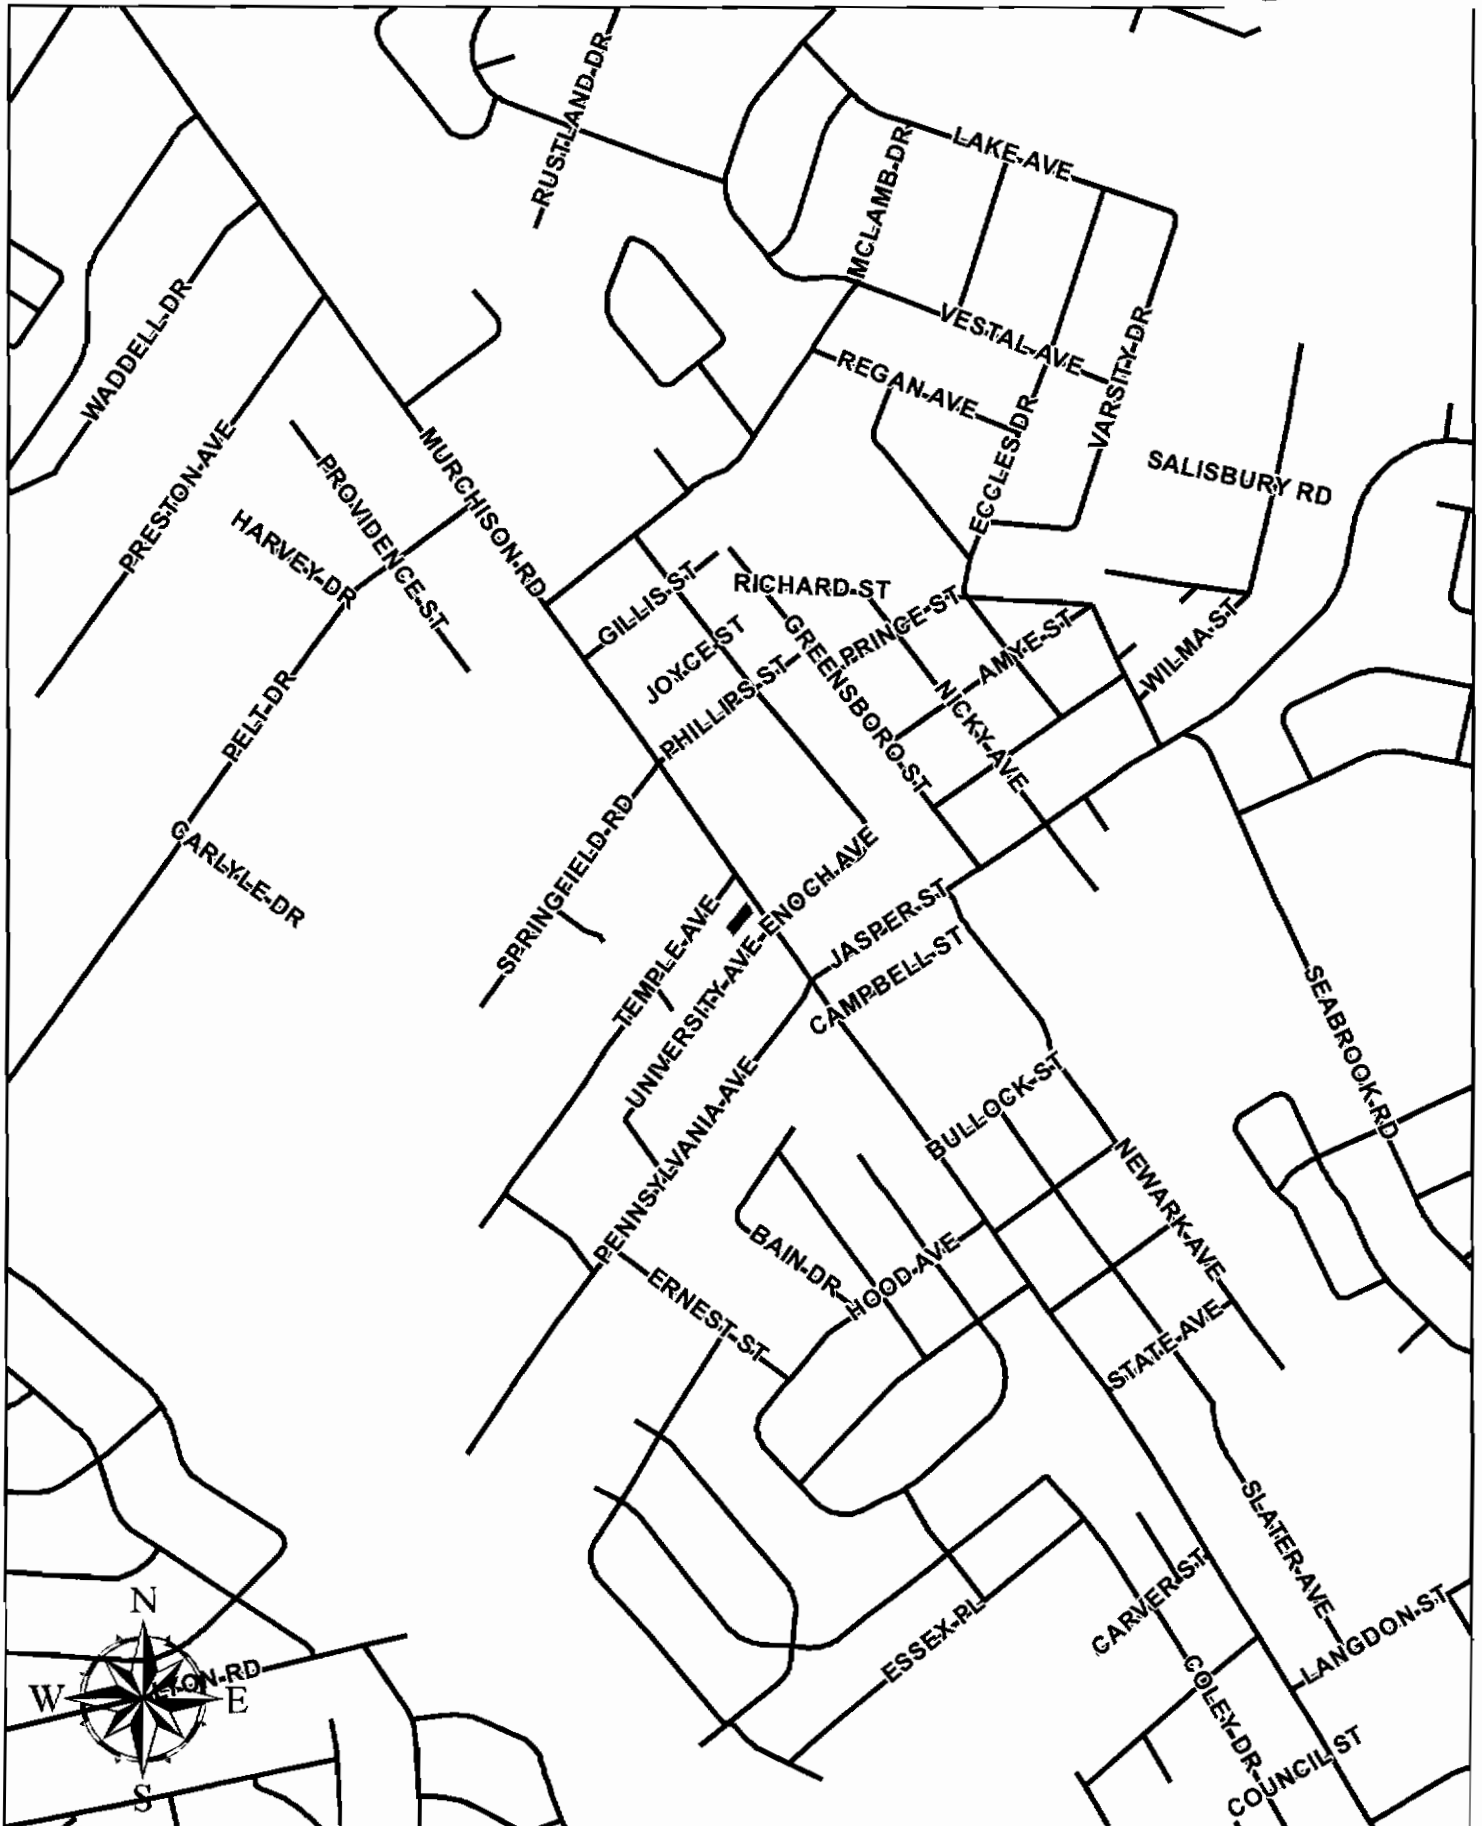 RUSTLAND-DR
LAKE-AVE
MCLAMB-DR
WADDELL-DR
VESTAL-AVE
VARSITY-DR
REGAN-AVE
ECCLES-DR
PRESTON-AVE
MURCHISON-RD
PROVIDENCE-ST
SALISBURY RD
HARVEY-DR
GILLIS-ST
RICHARD-ST
JOYCE-ST
GREENSBORO-ST
PRINCE-ST
AMYE-ST
WILMA-ST
PHILLIPS-ST
NICKY-AVE
PELT-DR
CARLYLE-DR
SPRINGFIELD-RD
ENOCH-AVE
TEMPLE-AVE
UNIVERSITY-AVE
JASPER-ST
CAMPBELL-ST
SEABROOK-RD
PENNSYLVANIA-AVE
BULLOCK-ST
NEWARK-AVE
BAIN-DR
HOOD-AVE
ERNEST-ST
STATE-AVE
SLATER-AVE
CARVER-ST
ESSEX-PL
LANGDON-ST
COLEY-DR
COUNCIL ST
N
W
E
S